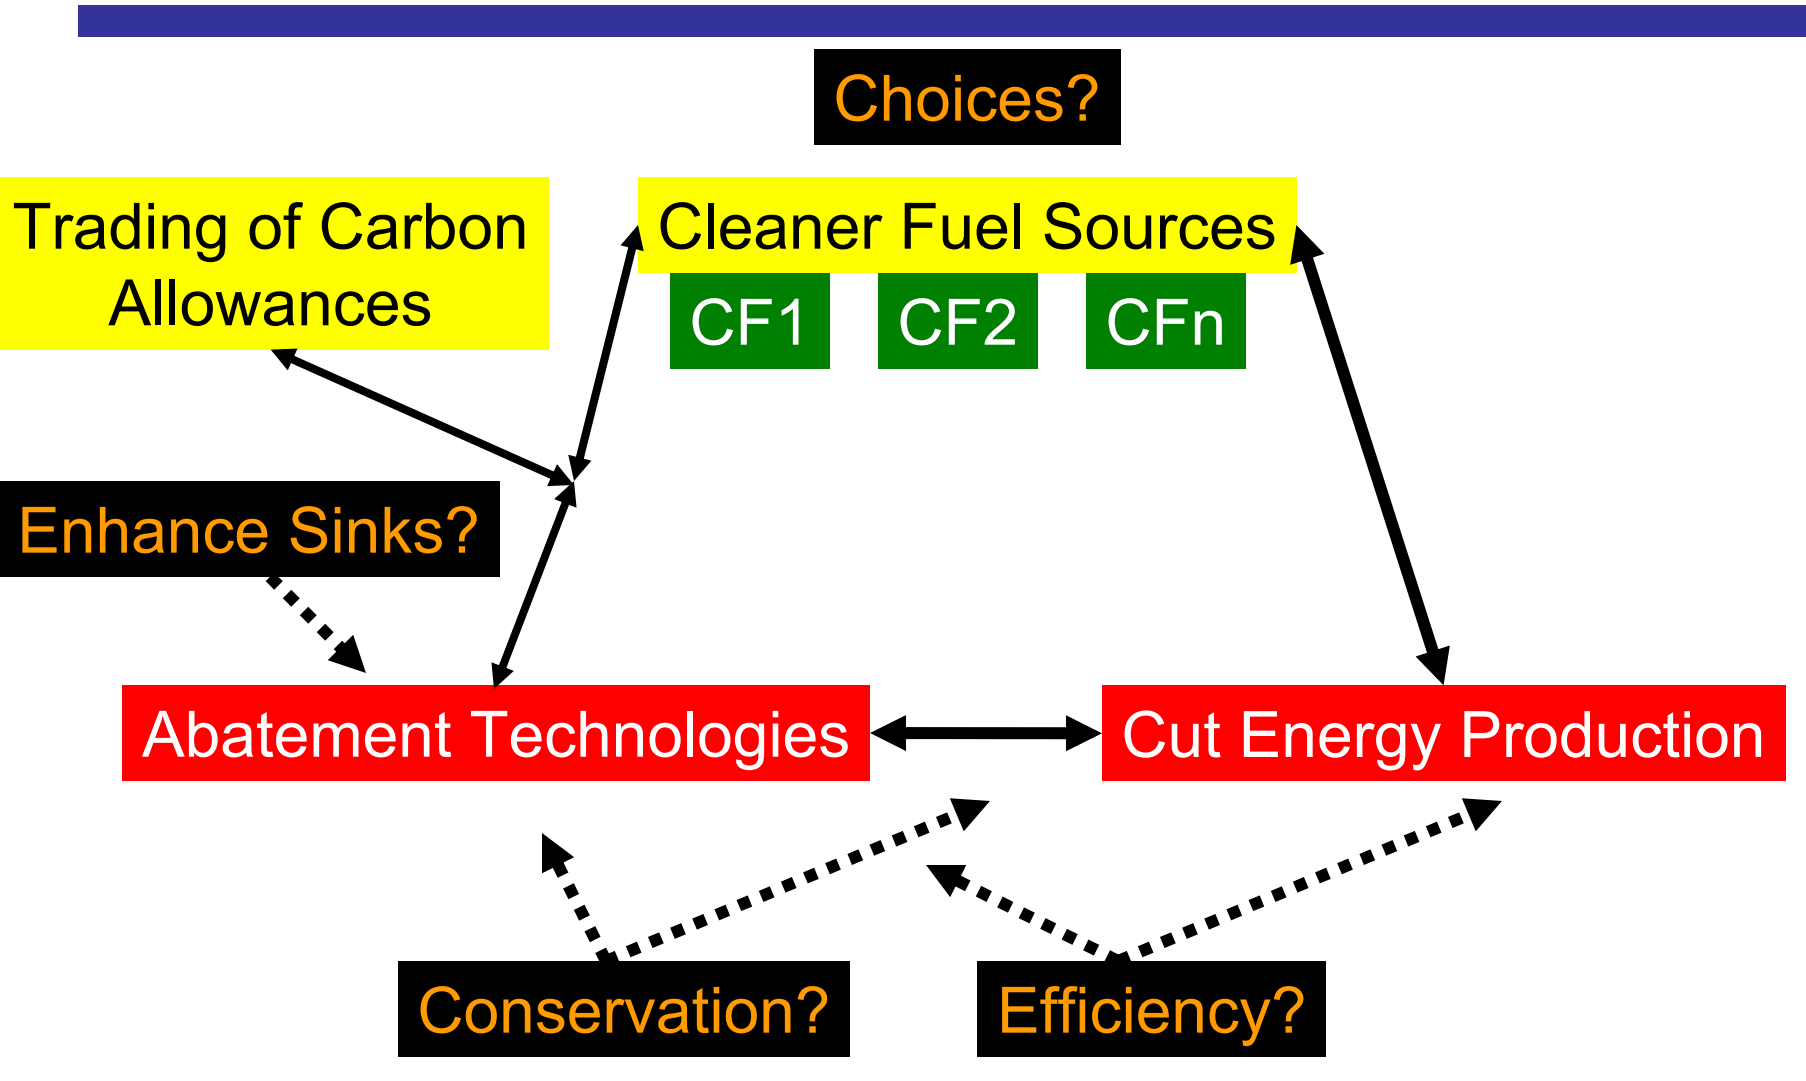 Choices?
Trading of Carbon
Allowances
Cleaner Fuel Sources
CF1
CF2
CFn
Enhance Sinks?
Abatement Technologies
Cut Energy Production
Conservation?
Efficiency?